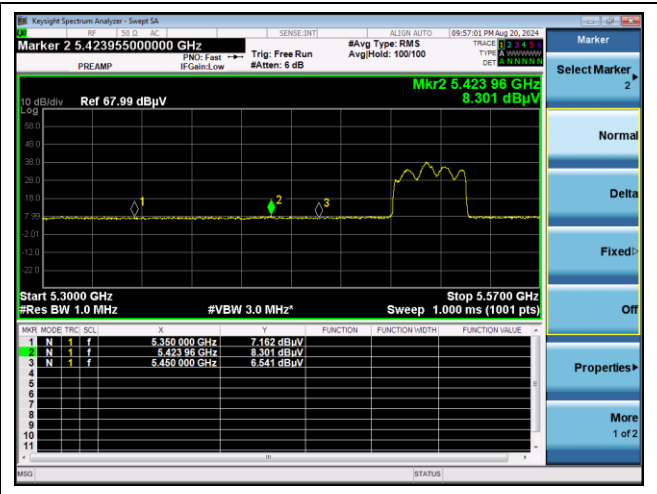 Keysight Spectrum Analyzer - Swept SA
RF 50 Ω AC SENSE:INT ALIGN AUTO 09:57:01 PM Aug 20, 2024
Marker 2 5.423955000000 GHz
#Avg Type: RMS
TRACE 1 2 3 4 5 6
PNO: Fast Trig: Free Run Avg|Hold: 100/100
TYPE A WWWWW
PREAMP IFGain:Low #Atten: 6 dB
DET A N N N N N
Mkr2 5.423 96 GHz
10 dB/div Ref 67.99 dBµV 8.301 dBµV
Log
58.0
48.0
38.0
28.0
18.0
7.99
-2.01
-12.0
-22.0
1
2
3
Start 5.3000 GHz Stop 5.5700 GHz
#Res BW 1.0 MHz #VBW 3.0 MHz* Sweep 1.000 ms (1001 pts)
MKR MODE TRC SCL X Y FUNCTION FUNCTION WIDTH FUNCTION VALUE
1 N 1 f 5.350 000 GHz 7.162 dBµV
2 N 1 f 5.423 96 GHz 8.301 dBµV
3 N 1 f 5.450 000 GHz 6.541 dBµV
4
5
6
7
8
9
10
11
MSG STATUS
Marker
Select Marker
2
Normal
Delta
Fixed
Off
Properties
More
1 of 2